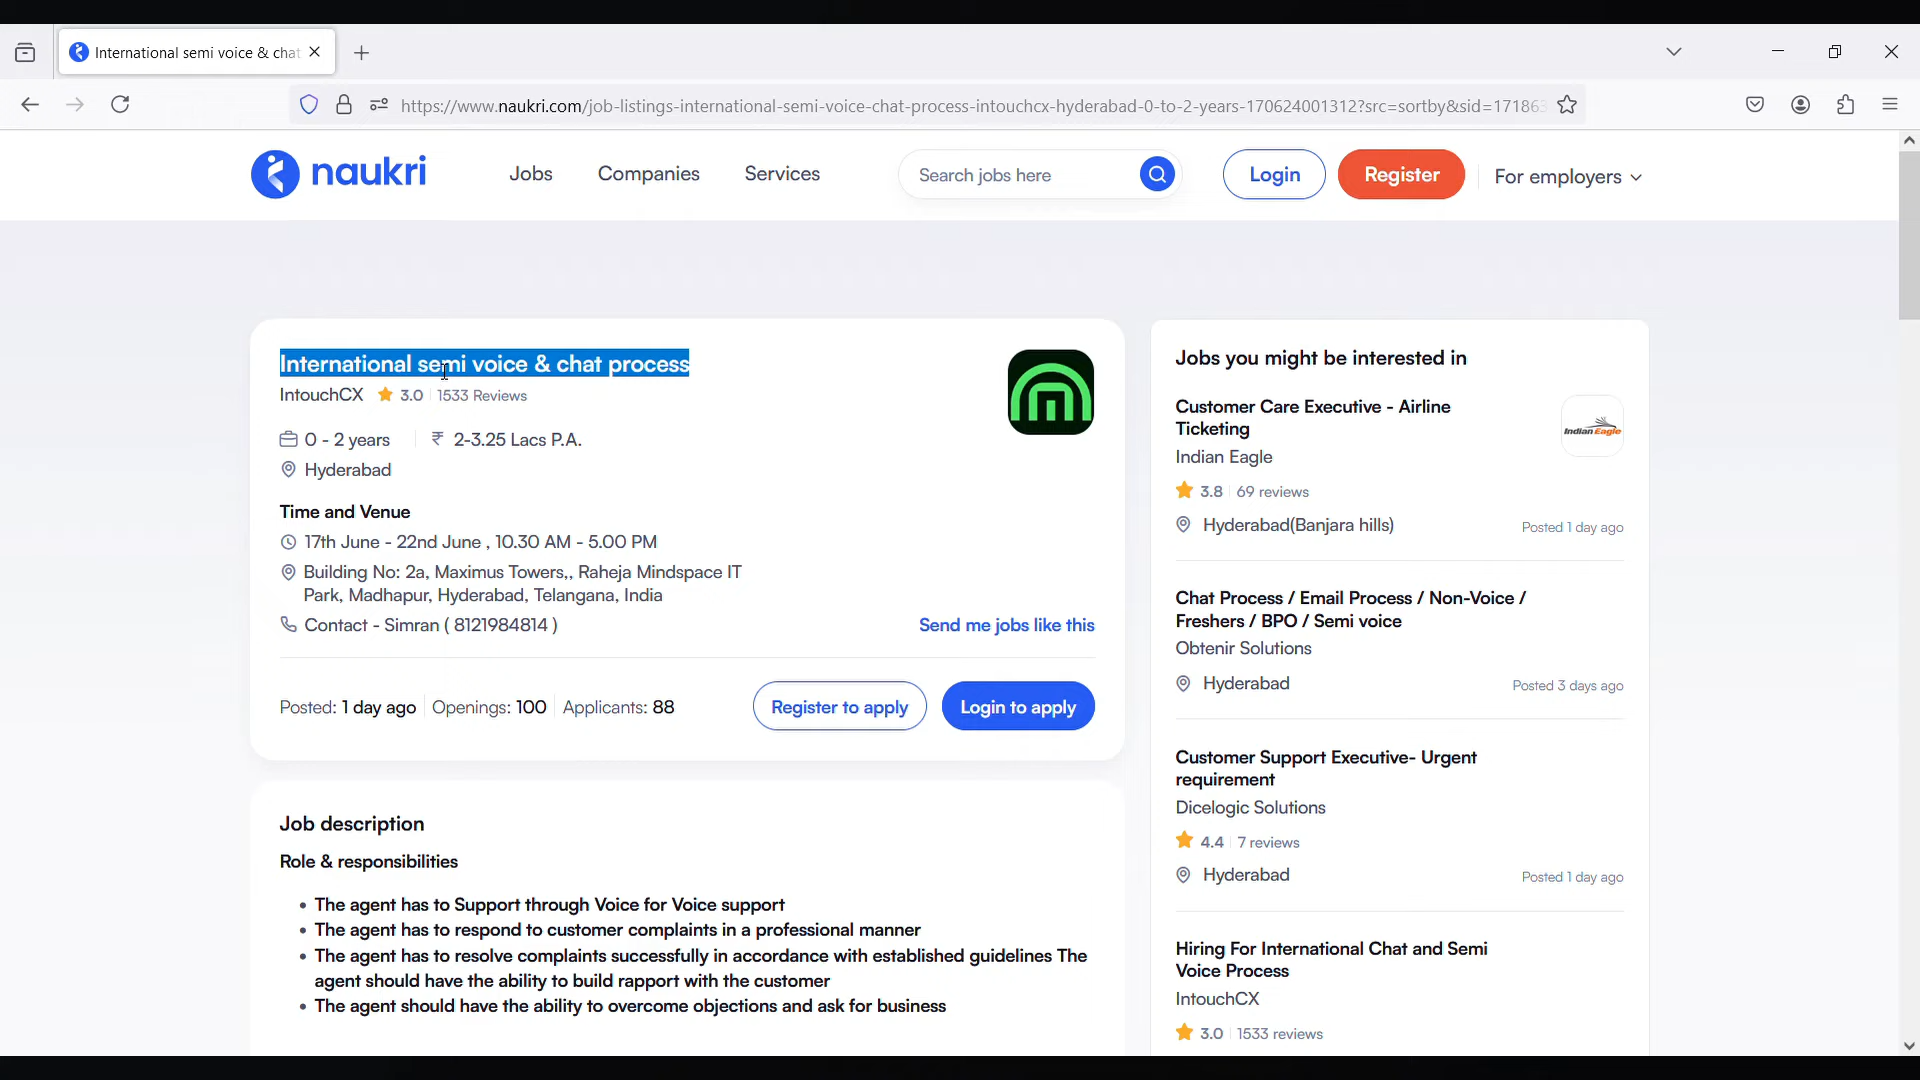 International semi voice & chat
https://www.naukri.com/job-listings-international-semi-voice-chat-process-intouchcx-hyderabad-0-to-2-years-170624001312?src=sortby&sid=171863
naukri
Jobs
Companies
Services
Search jobs here
Login
Register
For employers
International semi voice & chat process
IntouchCX 3.0 1533 Reviews
0 - 2 years ₹ 2-3.25 Lacs P.A.
Hyderabad
Time and Venue
17th June - 22nd June , 10.30 AM - 5.00 PM
Building No: 2a, Maximus Towers,, Raheja Mindspace IT
Park, Madhapur, Hyderabad, Telangana, India
Contact - Simran ( 8121984814 )
Send me jobs like this
Posted: 1 day ago Openings: 100 Applicants: 88
Register to apply
Login to apply
Job description
Role & responsibilities
• The agent has to Support through Voice for Voice support
• The agent has to respond to customer complaints in a professional manner
• The agent has to resolve complaints successfully in accordance with established guidelines The
agent should have the ability to build rapport with the customer
• The agent should have the ability to overcome objections and ask for business
Jobs you might be interested in
Customer Care Executive - Airline
Ticketing
Indian Eagle
Indian Eagle
3.8 69 reviews
Hyderabad(Banjara hills)
Posted 1 day ago
Chat Process / Email Process / Non-Voice /
Freshers / BPO / Semi voice
Obtenir Solutions
Hyderabad
Posted 3 days ago
Customer Support Executive- Urgent
requirement
Dicelogic Solutions
4.4 7 reviews
Hyderabad
Posted 1 day ago
Hiring For International Chat and Semi
Voice Process
IntouchCX
3.0 1533 reviews